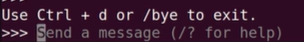 Use Ctrl + d or /bye to exit.
>>> Send a message (/? for help)